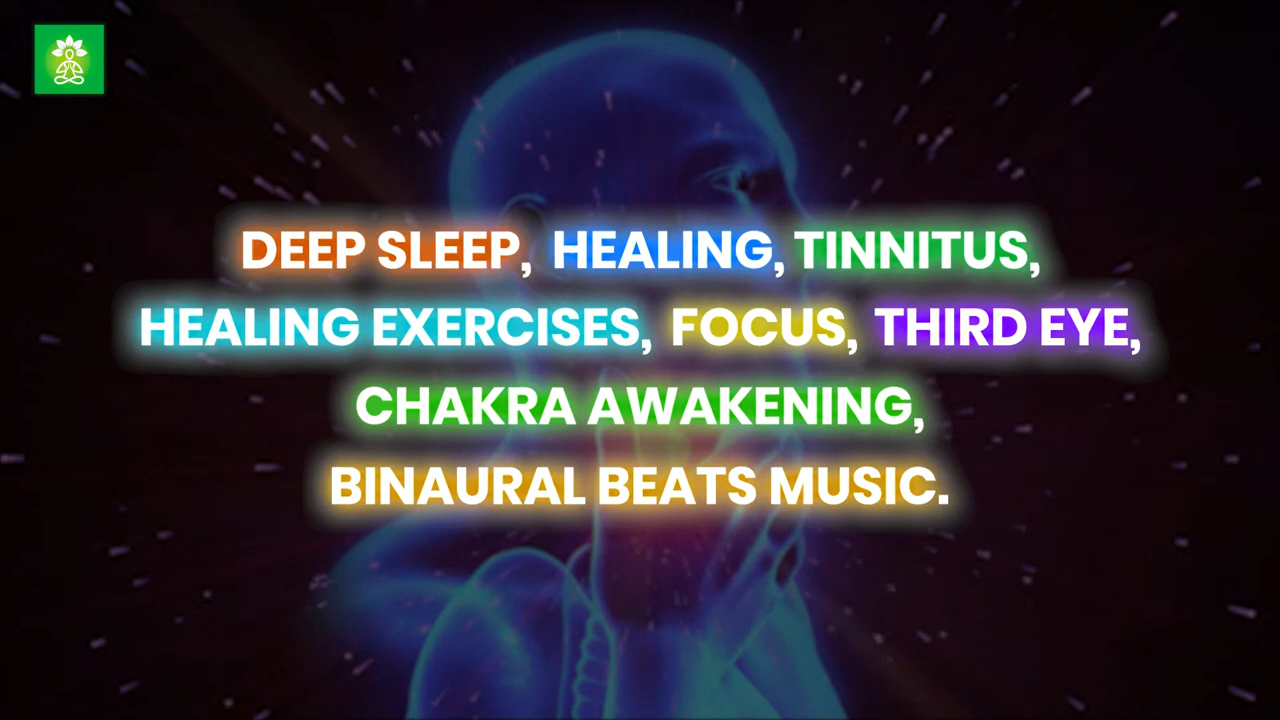 DEEP SLEEP, HEALING, TINNITUS,
HEALING EXERCISES, FOCUS, THIRD EYE,
CHAKRA AWAKENING,
BINAURAL BEATS MUSIC.